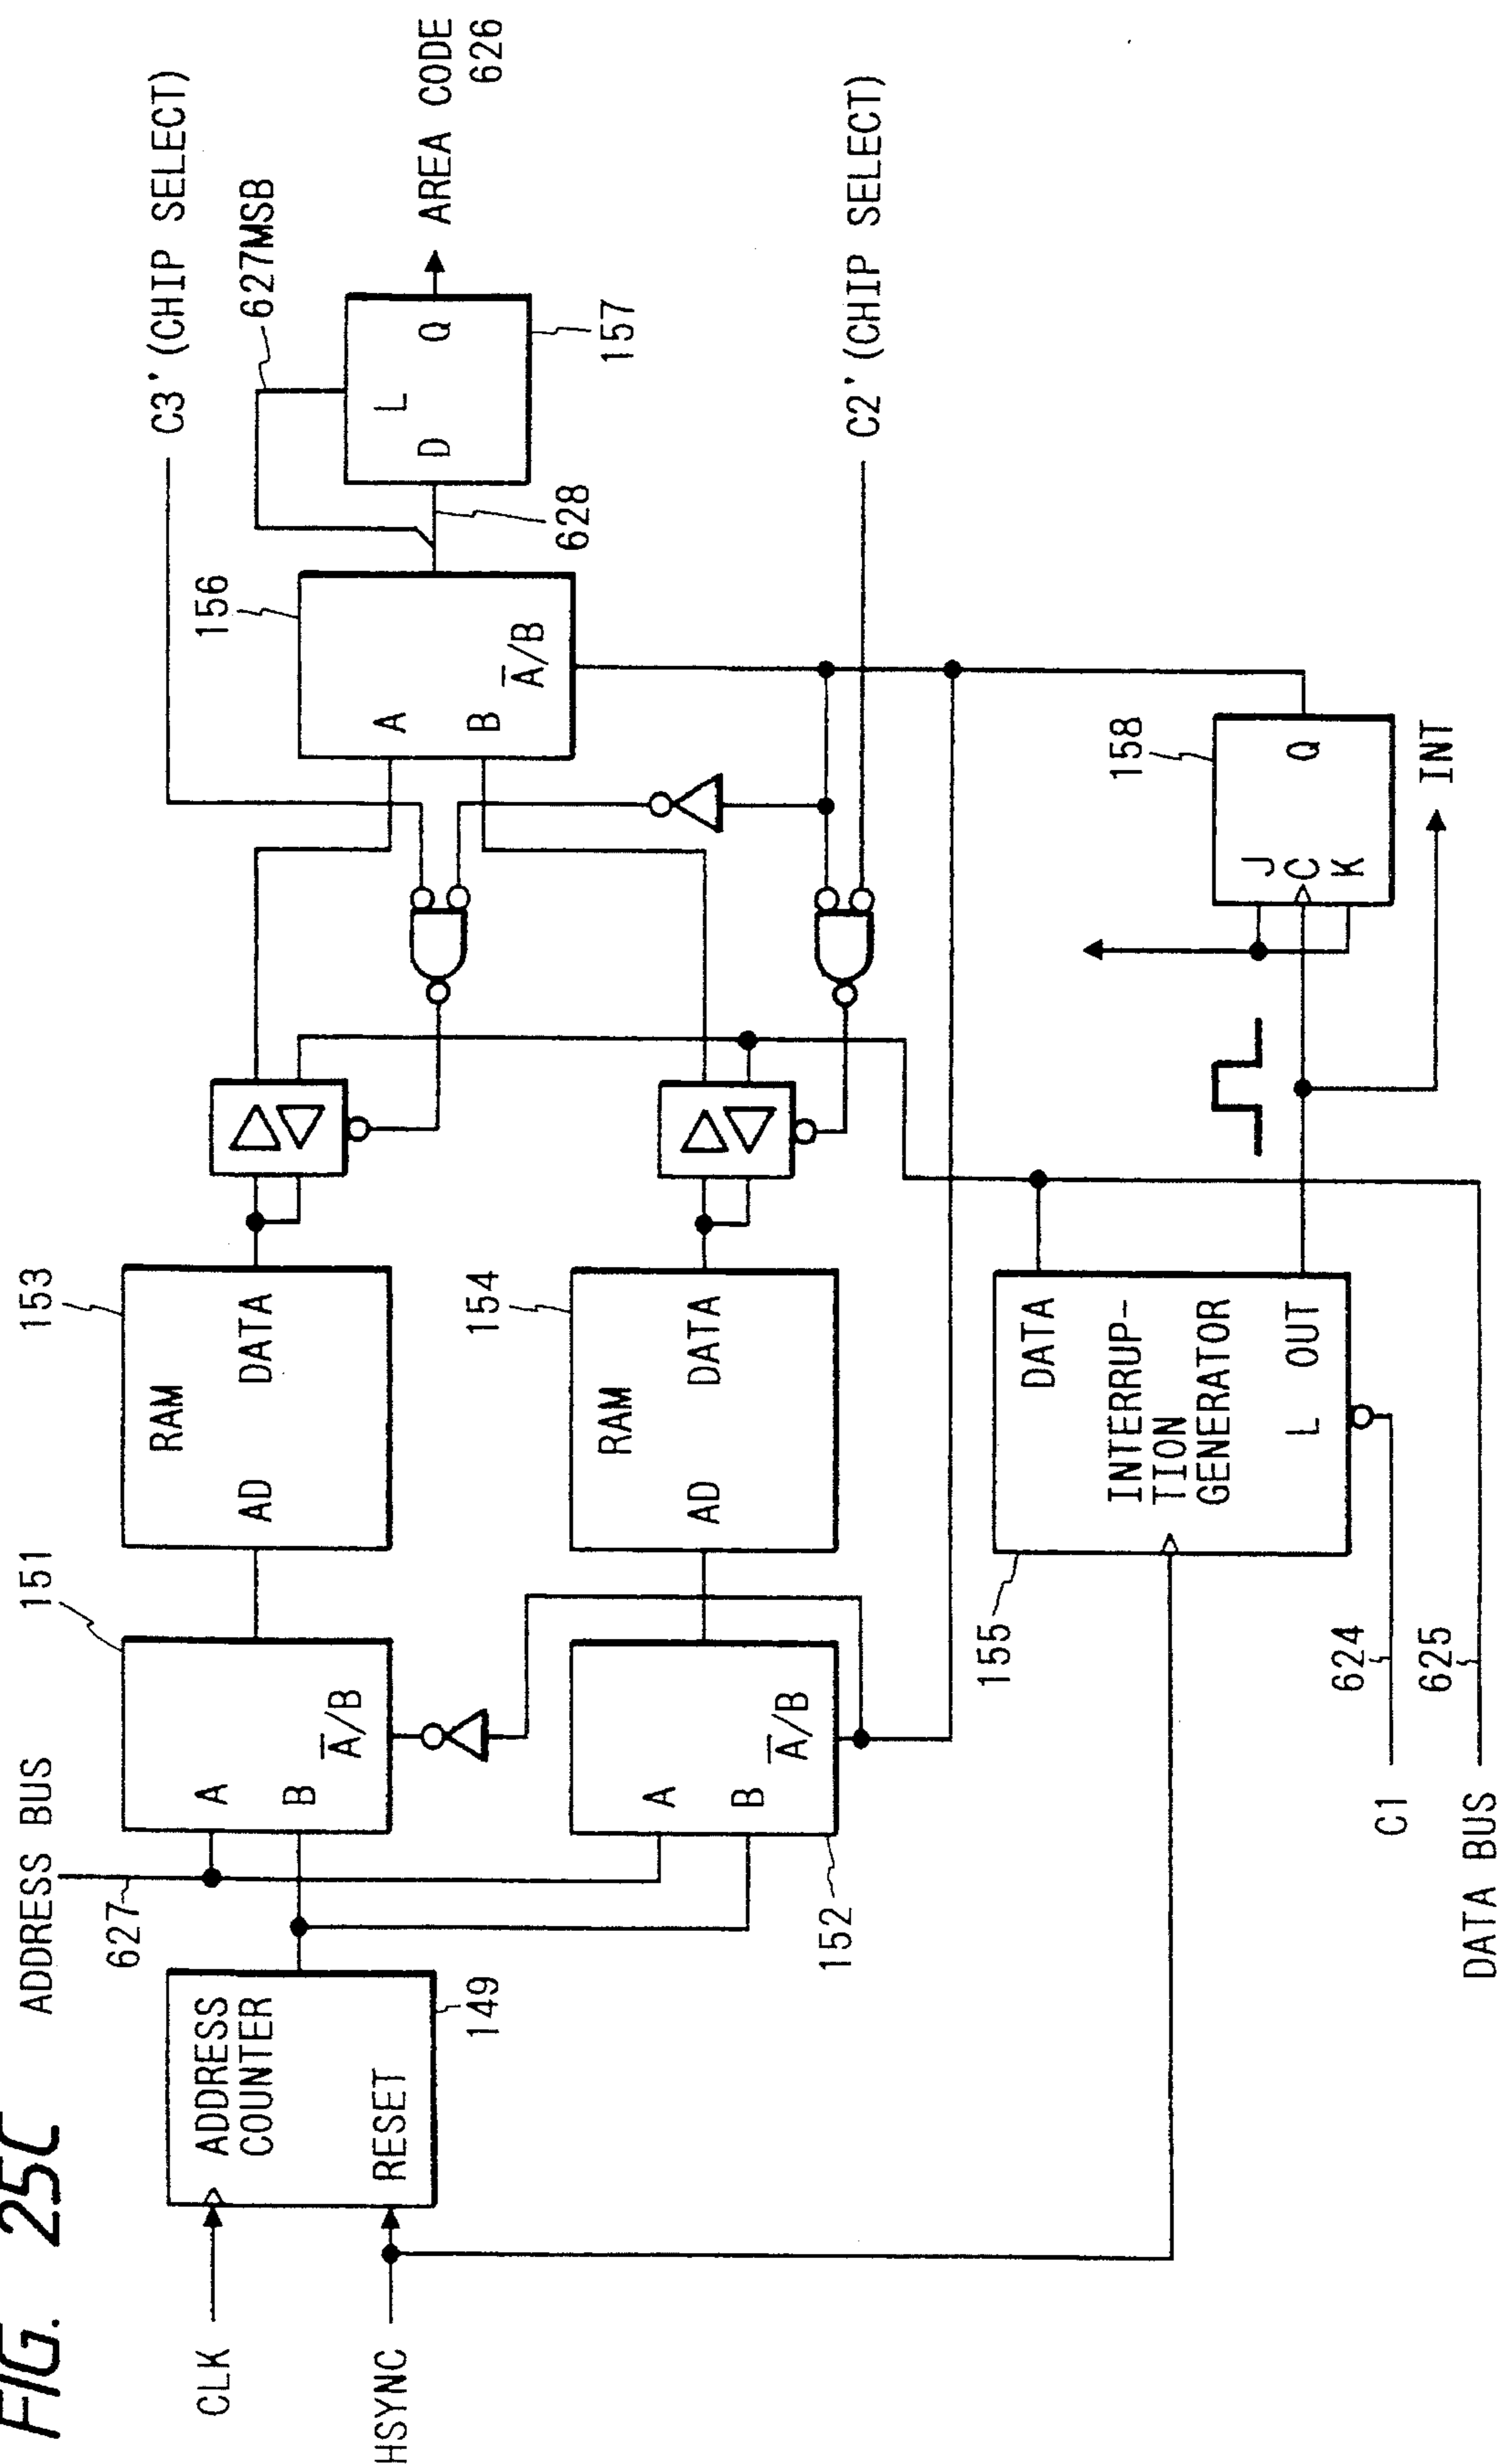 FIG. 25C
ADDRESS BUS
627
CLK
HSYNC
ADDRESS
COUNTER
RESET
149
151
A
B
A̅/B
152
A
B
A̅/B
153
RAM
AD
DATA
154
RAM
AD
DATA
155
DATA
INTERRUP-
TION
GENERATOR
L
OUT
624
C1
625
DATA BUS
156
A
B
A̅/B
628
627MSB
L
D
Q
157
AREA CODE
626
C3'(CHIP SELECT)
C2'(CHIP SELECT)
158
J
C
K
Q
INT